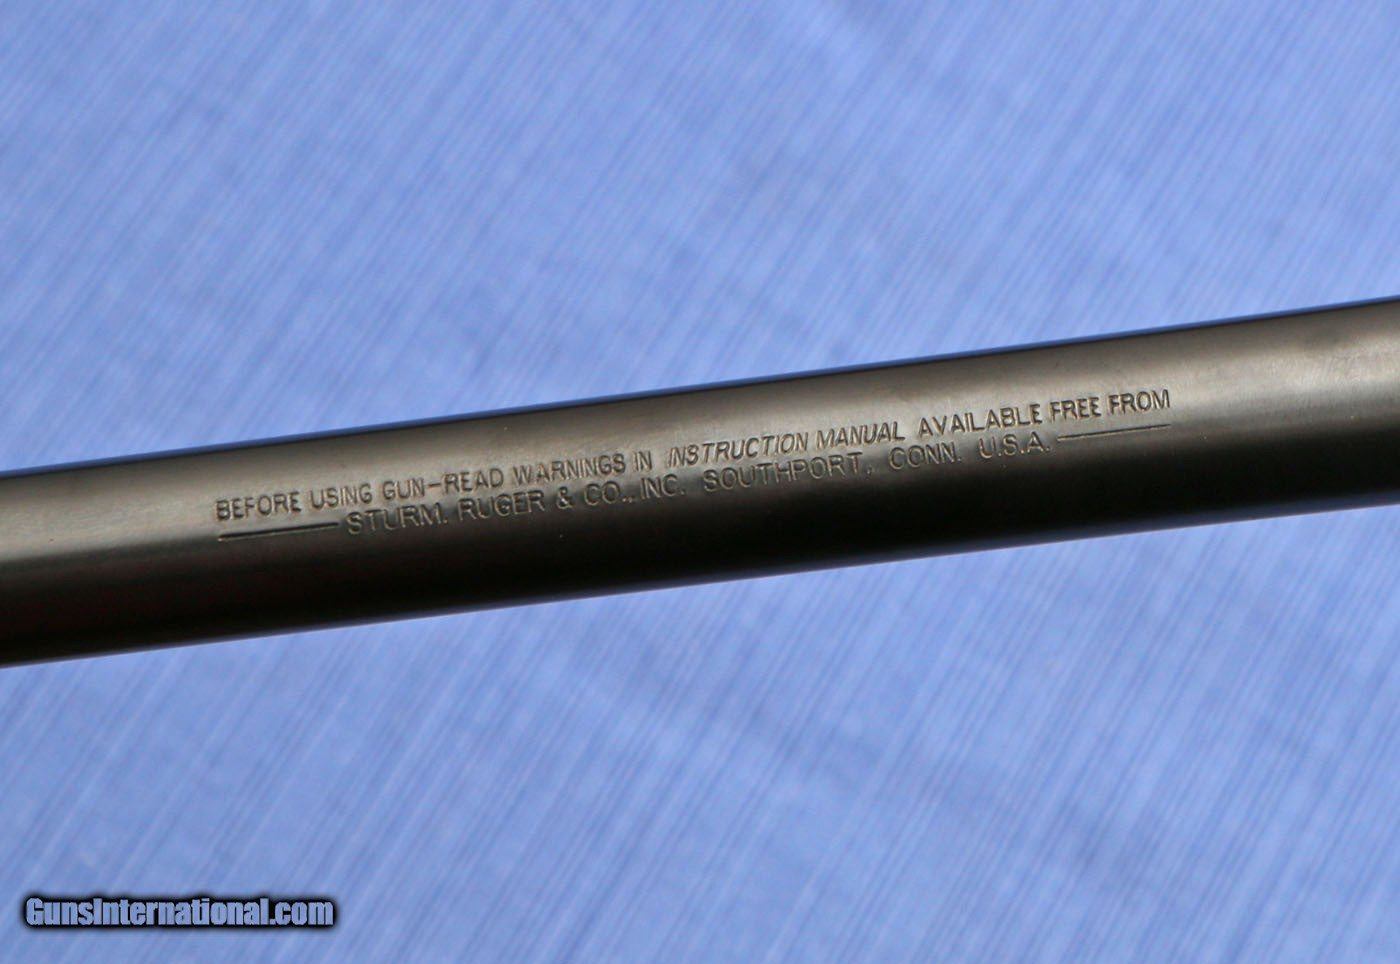 BEFORE USING GUN-READ WARNINGS IN INSTRUCTION MANUAL AVAILABLE FREE FROM
STURM, RUGER & CO., INC. SOUTHPORT, CONN. U.S.A.
GunsInternational.com